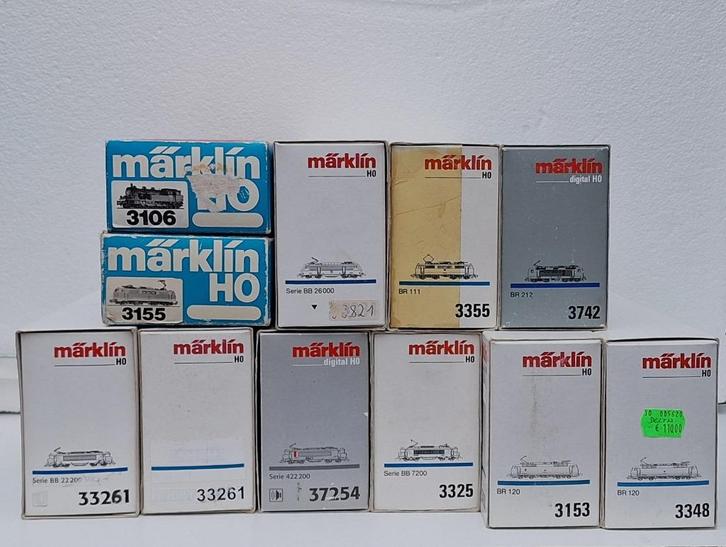 märklin
HO
3106
märklin
HO
3155
märklin
HO
Serie BB 26000
3821
märklin
HO
BR 111
3355
märklin
digital HO
BR 212
3742
märklin
HO
Serie BB 22200
33261
märklin
HO
33261
märklin
digital HO
Serie 422200
37254
märklin
HO
Serie BB 7200
3325
märklin
HO
BR 120
3153
märklin
HO
BR 120
3348